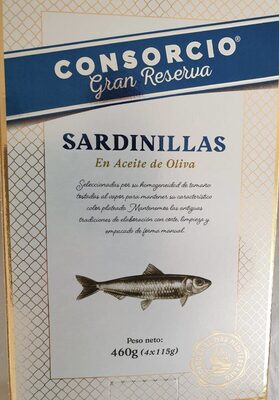 CONSORCIO®
Gran Reserva
SARDINILLAS
En Aceite de Oliva
Seleccionadas por su homogeneidad de tamaño
tostadas al vapor para mantener su característico
color plateado. Mantenemos las antiguas
tradiciones de elaboración con corte, limpieza y
empacado de forma manual.
Peso neto:
460g (4x115g)